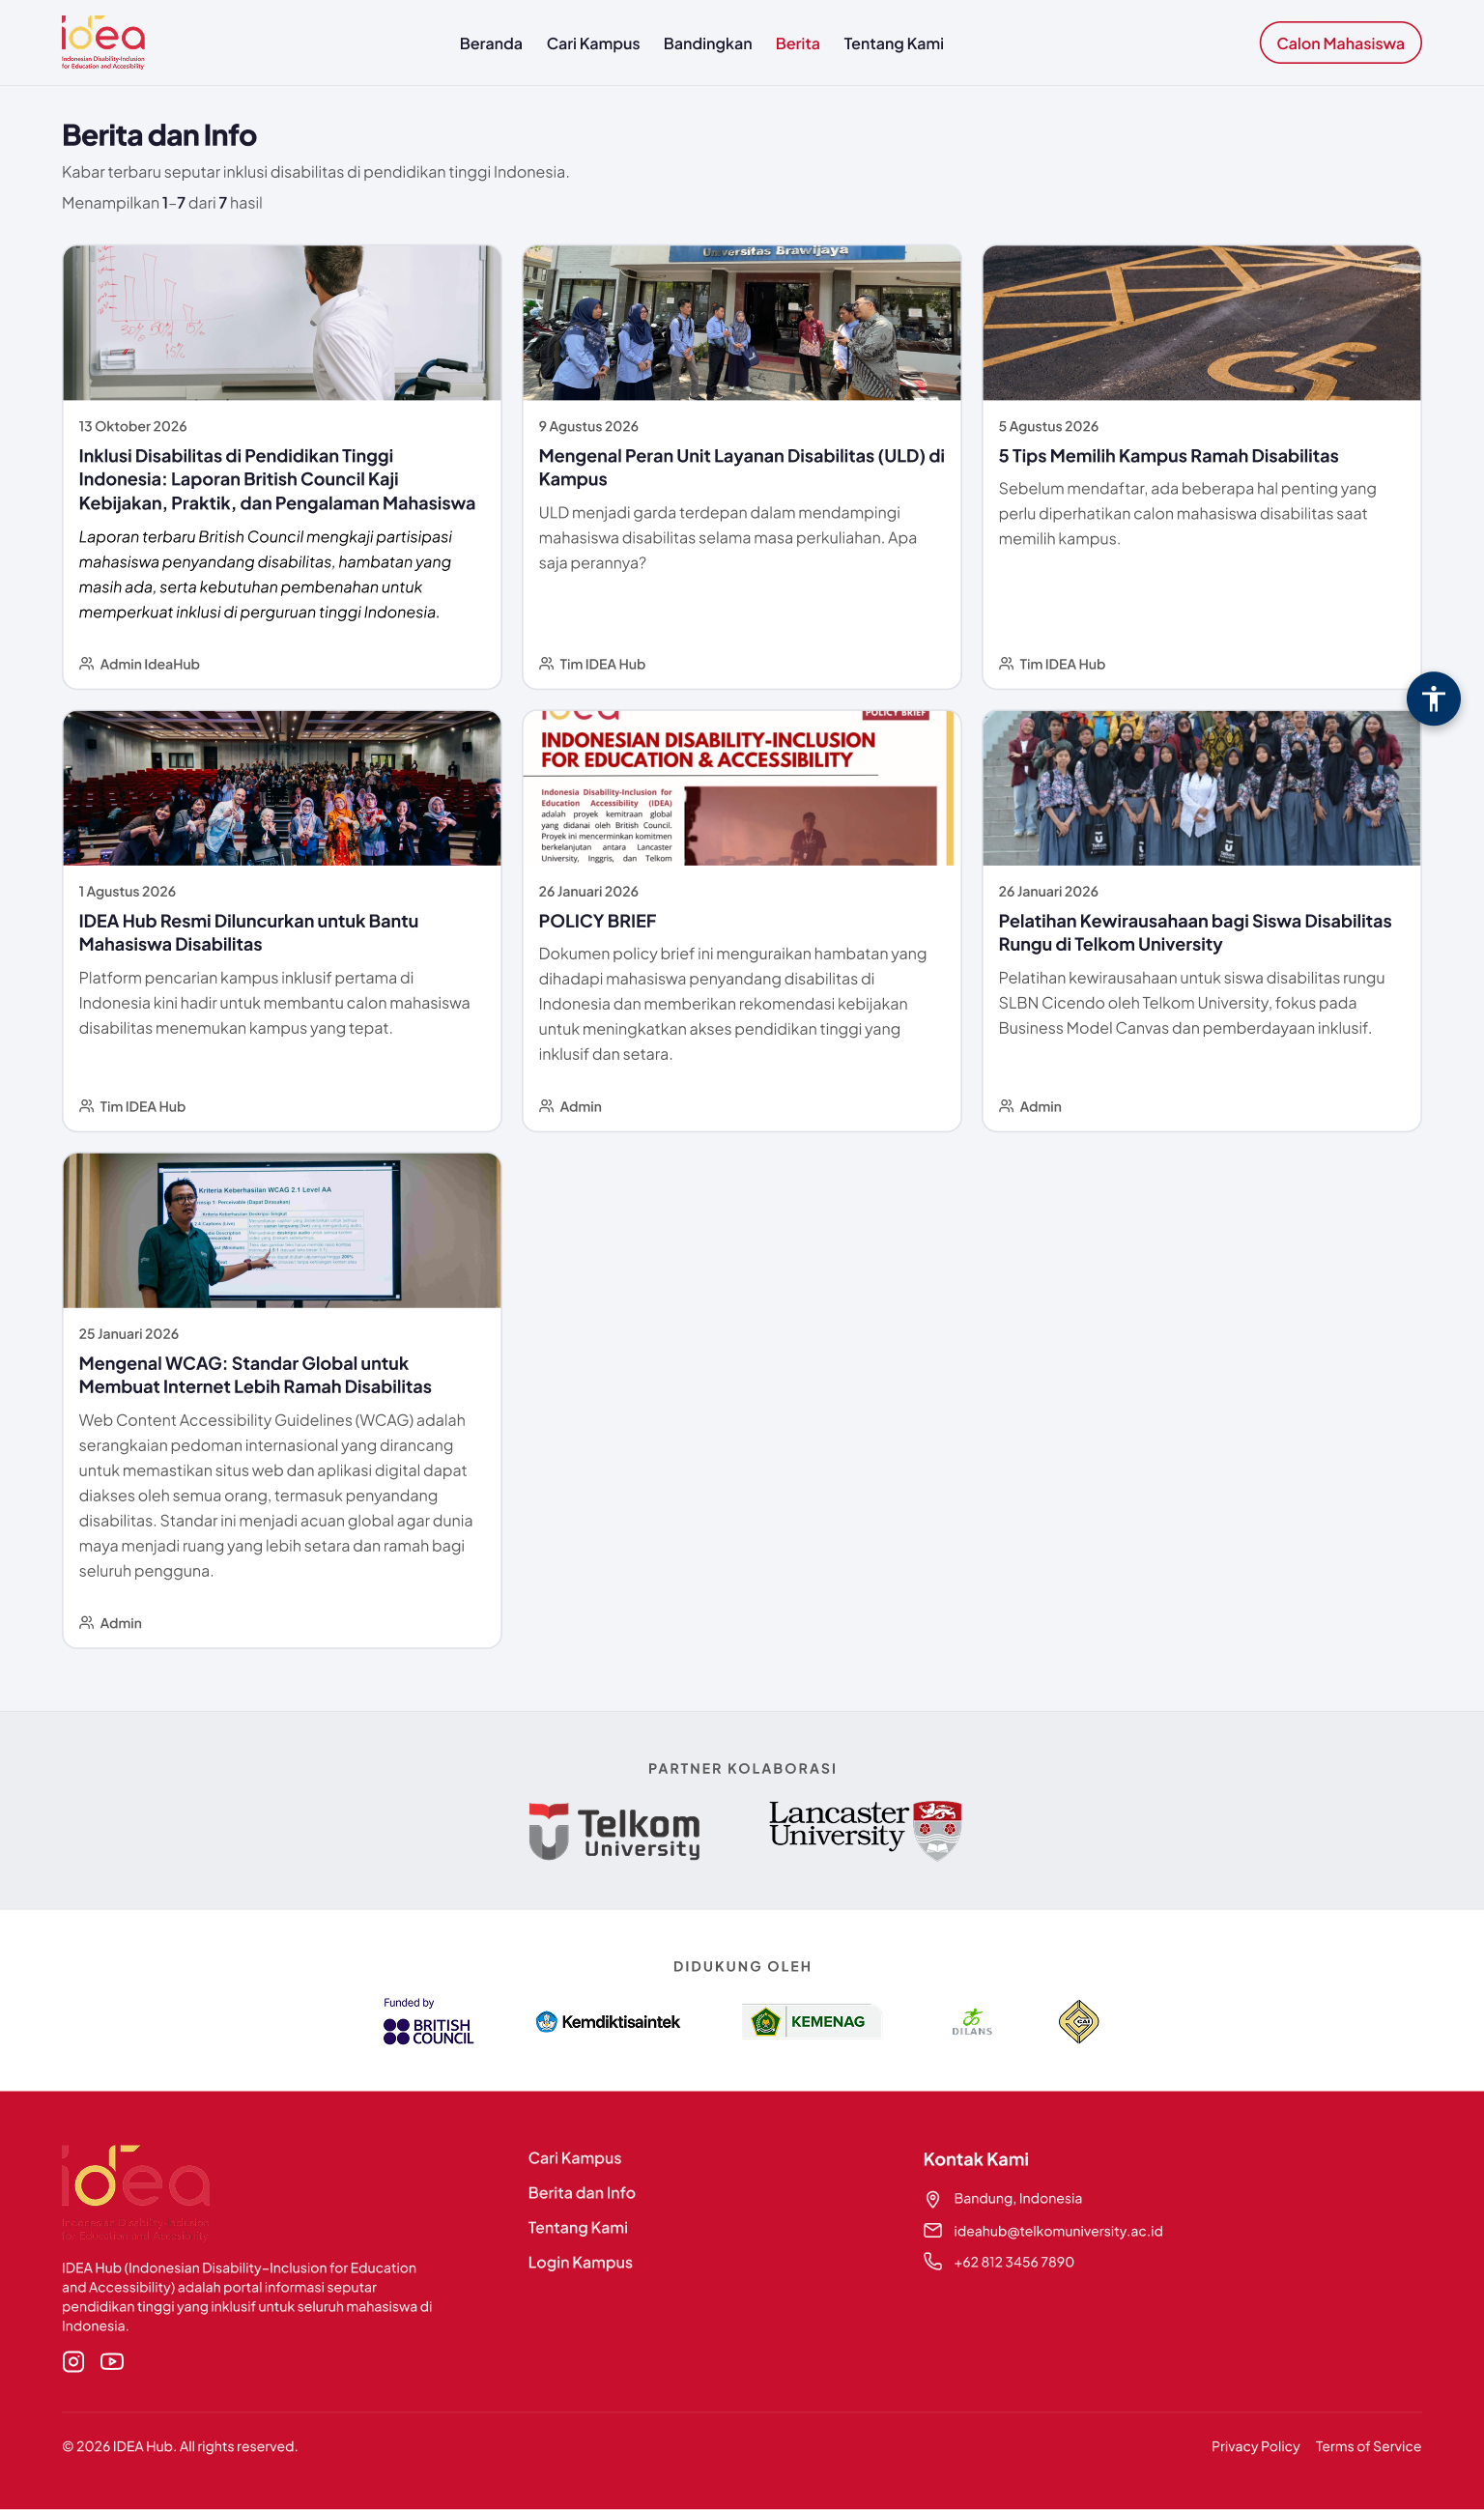 idea
Indonesian Disability-Inclusion
for Education and Accesibility
Beranda
Cari Kampus
Bandingkan
Berita
Tentang Kami
Calon Mahasiswa
Berita dan Info
Kabar terbaru seputar inklusi disabilitas di pendidikan tinggi Indonesia.
Menampilkan 1–7 dari 7 hasil
13 Oktober 2026
Inklusi Disabilitas di Pendidikan Tinggi
Indonesia: Laporan British Council Kaji
Kebijakan, Praktik, dan Pengalaman Mahasiswa
Laporan terbaru British Council mengkaji partisipasi
mahasiswa penyandang disabilitas, hambatan yang
masih ada, serta kebutuhan pembenahan untuk
memperkuat inklusi di perguruan tinggi Indonesia.
Admin IdeaHub
Universitas Brawijaya
9 Agustus 2026
Mengenal Peran Unit Layanan Disabilitas (ULD) di
Kampus
ULD menjadi garda terdepan dalam mendampingi
mahasiswa disabilitas selama masa perkuliahan. Apa
saja perannya?
Tim IDEA Hub
5 Agustus 2026
5 Tips Memilih Kampus Ramah Disabilitas
Sebelum mendaftar, ada beberapa hal penting yang
perlu diperhatikan calon mahasiswa disabilitas saat
memilih kampus.
Tim IDEA Hub
1 Agustus 2026
IDEA Hub Resmi Diluncurkan untuk Bantu
Mahasiswa Disabilitas
Platform pencarian kampus inklusif pertama di
Indonesia kini hadir untuk membantu calon mahasiswa
disabilitas menemukan kampus yang tepat.
Tim IDEA Hub
idea
POLICY BRIEF
INDONESIAN DISABILITY-INCLUSION
FOR EDUCATION & ACCESSIBILITY
Indonesia Disability-Inclusion for
Education Accessibility (IDEA)
adalah proyek kemitraan global
yang didanai oleh British Council.
Proyek ini mencerminkan komitmen
berkelanjutan antara Lancaster
University, Inggris, dan Telkom
26 Januari 2026
POLICY BRIEF
Dokumen policy brief ini menguraikan hambatan yang
dihadapi mahasiswa penyandang disabilitas di
Indonesia dan memberikan rekomendasi kebijakan
untuk meningkatkan akses pendidikan tinggi yang
inklusif dan setara.
Admin
26 Januari 2026
Pelatihan Kewirausahaan bagi Siswa Disabilitas
Rungu di Telkom University
Pelatihan kewirausahaan untuk siswa disabilitas rungu
SLBN Cicendo oleh Telkom University, fokus pada
Business Model Canvas dan pemberdayaan inklusif.
Admin
Kriteria Keberhasilan WCAG 2.1 Level AA
25 Januari 2026
Mengenal WCAG: Standar Global untuk
Membuat Internet Lebih Ramah Disabilitas
Web Content Accessibility Guidelines (WCAG) adalah
serangkaian pedoman internasional yang dirancang
untuk memastikan situs web dan aplikasi digital dapat
diakses oleh semua orang, termasuk penyandang
disabilitas. Standar ini menjadi acuan global agar dunia
maya menjadi ruang yang lebih setara dan ramah bagi
seluruh pengguna.
Admin
PARTNER KOLABORASI
Telkom
University
Lancaster
University
DIDUKUNG OLEH
Funded by
BRITISH
COUNCIL
Kemdiktisaintek
KEMENAG
DILANS
CAE
idea
Indonesian Disability-Inclusion
for Education and Accesibility
IDEA Hub (Indonesian Disability–Inclusion for Education
and Accessibility) adalah portal informasi seputar
pendidikan tinggi yang inklusif untuk seluruh mahasiswa di
Indonesia.
Cari Kampus
Berita dan Info
Tentang Kami
Login Kampus
Kontak Kami
Bandung, Indonesia
ideahub@telkomuniversity.ac.id
+62 812 3456 7890
© 2026 IDEA Hub. All rights reserved.
Privacy Policy
Terms of Service